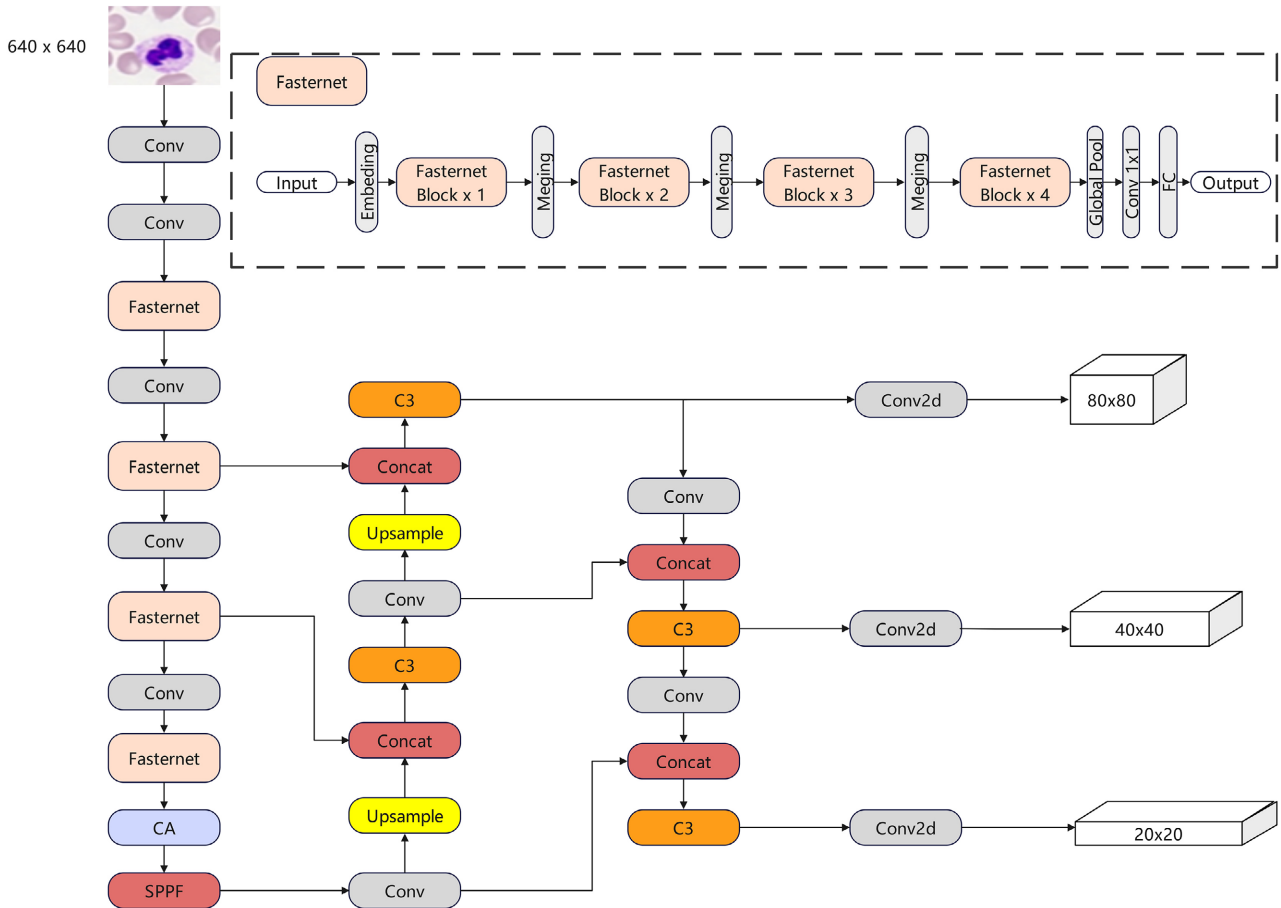 640 x 640
Fasternet
Input
Embeding
Fasternet
Block x 1
Meging
Fasternet
Block x 2
Meging
Fasternet
Block x 3
Meging
Fasternet
Block x 4
Global Pool
Conv 1x1
FC
Output
Conv
Conv
Fasternet
Conv
Fasternet
Conv
Fasternet
Conv
Fasternet
CA
SPPF
C3
Concat
Upsample
Conv
C3
Concat
Upsample
Conv
Conv
Concat
C3
Conv
Concat
C3
Conv2d
80x80
Conv2d
40x40
Conv2d
20x20